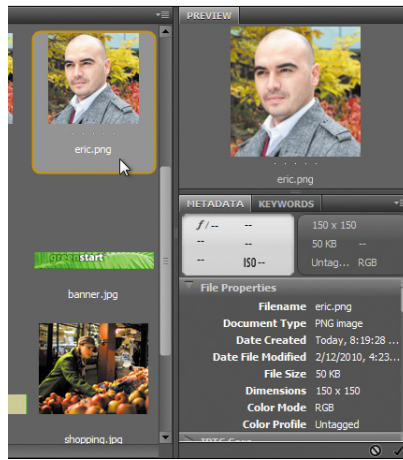 PREVIEW
eric.png
eric.png
METADATA KEYWORDS
f/-- --
-- --
-- ISO --
150 x 150
50 KB --
Untag... RGB
File Properties
Filename eric.png
Document Type PNG image
Date Created Today, 8:19:28 ...
Date File Modified 2/12/2010, 4:23...
File Size 50 KB
Dimensions 150 x 150
Color Mode RGB
Color Profile Untagged
greenstart
banner.jpg
shopping.jpg